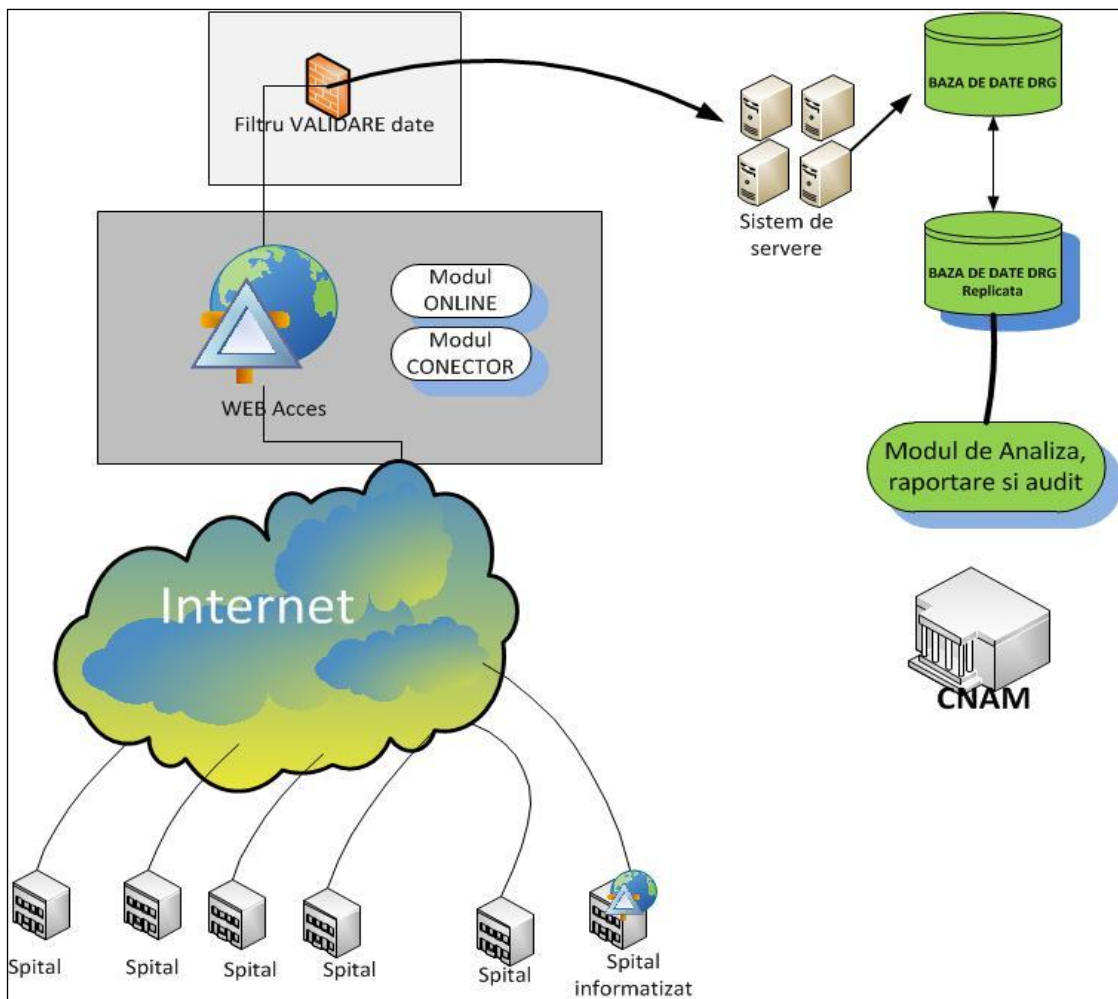 Filtru VALIDARE date
BAZA DE DATE DRG
Sistem de
servere
BAZA DE DATE DRG
Replicata
Modul
ONLINE
Modul
CONECTOR
WEB Acces
Modul de Analiza,
raportare si audit
Internet
CNAM
Spital
Spital
Spital
Spital
Spital
Spital
informatizat